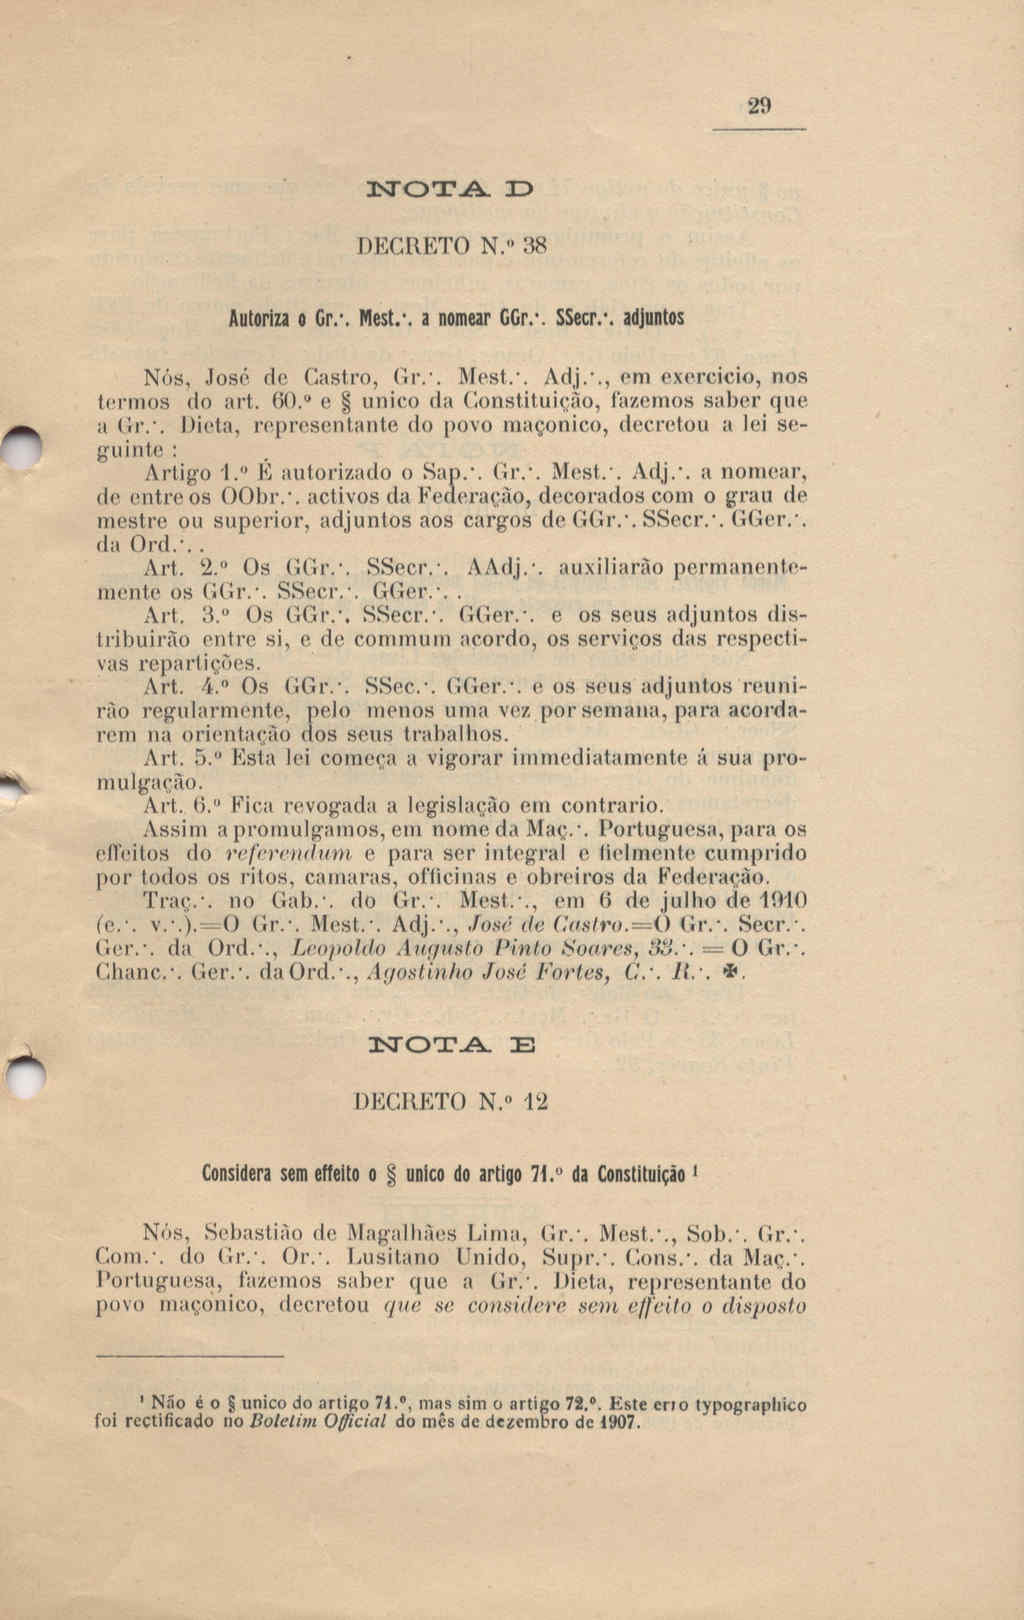 29
NOTA D
DECRETO N.º 38
Autoriza o Gr.·. Mest.·. a nomear GGr.·. SSecr.·. adjuntos
Nós, José de Castro, Gr.·. Mest.·. Adj.·., em exercicio, nos
termos do art. 60.º e § unico da Constituição, fazemos saber que
a Gr.·. Dieta, representante do povo maçonico, decretou a lei se-
guinte :
Artigo 1.º É autorizado o Sap.·. Gr.·. Mest.·. Adj.·. a nomear,
de entre os OObr.·. activos da Federação, decorados com o grau de
mestre ou superior, adjuntos aos cargos de GGr.·. SSecr.·. GGer.·.
da Ord.·. .
Art. 2.º Os GGr.·. SSecr.·. AAdj.·. auxiliarão permanente-
mente os GGr.·. SSecr.·. GGer.·. .
Art. 3.º Os GGr.·. SSecr.·. GGer.·. e os seus adjuntos dis-
tribuirão entre si, e de commum acordo, os serviços das respecti-
vas repartições.
Art. 4.º Os GGr.·. SSec.·. GGer.·. e os seus adjuntos reuni-
rão regularmente, pelo menos uma vez por semana, para acorda-
rem na orientação dos seus trabalhos.
Art. 5.º Esta lei começa a vigorar immediatamente á sua pro-
mulgação.
Art. 6.º Fica revogada a legislação em contrario.
Assim a promulgamos, em nome da Maç.·. Portuguesa, para os
effeitos do referendum e para ser integral e fielmente cumprido
por todos os ritos, camaras, officinas e obreiros da Federação.
Traç.·. no Gab.·. do Gr.·. Mest.·., em 6 de julho de 1910
(e.·. v.·.).=O Gr.·. Mest.·. Adj.·., José de Castro.=O Gr.·. Secr.·.
Ger.·. da Ord.·., Leopoldo Augusto Pinto Soares, 33.·. = O Gr.·.
Chanc.·. Ger.·. da Ord.·., Agostinho José Fortes, C.·. R.·. ✠.
NOTA E
DECRETO N.º 12
Considera sem effeito o § unico do artigo 71.º da Constituição ¹
Nós, Sebastião de Magalhães Lima, Gr.·. Mest.·., Sob.·. Gr.·.
Com.·. do Gr.·. Or.·. Lusitano Unido, Supr.·. Cons.·. da Maç.·.
Portuguesa, fazemos saber que a Gr.·. Dieta, representante do
povo maçonico, decretou que se considere sem effeito o disposto
¹ Não é o § unico do artigo 71.º, mas sim o artigo 72.º. Este erro typographico
foi rectificado no Boletim Official do mês de dezembro de 1907.